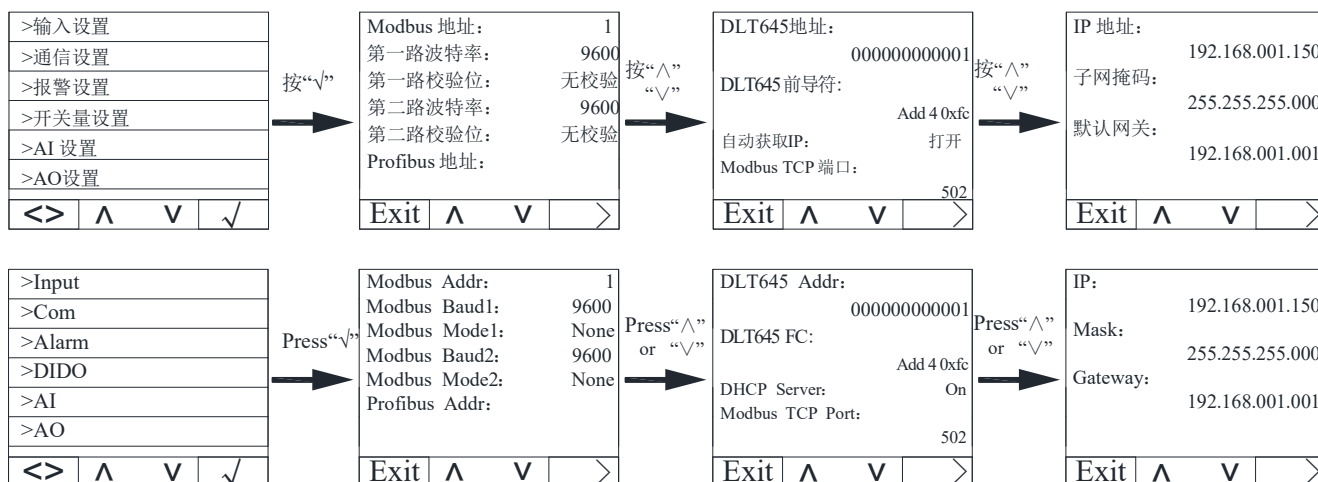 >输入设置
>通信设置
>报警设置
>开关量设置
>AI 设置
>AO设置
<> ∧ ∨ √
按“√”
Modbus 地址： 1
第一路波特率： 9600
第一路校验位： 无校验
第二路波特率： 9600
第二路校验位： 无校验
Profibus 地址：
Exit ∧ ∨ >
按“∧”
“∨”
DLT645地址：
000000000001
DLT645前导符：
Add 4 0xfc
自动获取IP： 打开
Modbus TCP 端口：
502
Exit ∧ ∨ >
按“∧”
“∨”
IP 地址：
192.168.001.150
子网掩码：
255.255.255.000
默认网关：
192.168.001.001
Exit ∧ ∨ >
>Input
>Com
>Alarm
>DIDO
>AI
>AO
<> ∧ ∨ √
Press“√”
Modbus Addr： 1
Modbus Baud1： 9600
Modbus Mode1： None
Modbus Baud2： 9600
Modbus Mode2： None
Profibus Addr：
Exit ∧ ∨ >
Press“∧”
or “∨”
DLT645 Addr：
000000000001
DLT645 FC：
Add 4 0xfc
DHCP Server： On
Modbus TCP Port：
502
Exit ∧ ∨ >
Press“∧”
or “∨”
IP：
192.168.001.150
Mask：
255.255.255.000
Gateway：
192.168.001.001
Exit ∧ ∨ >